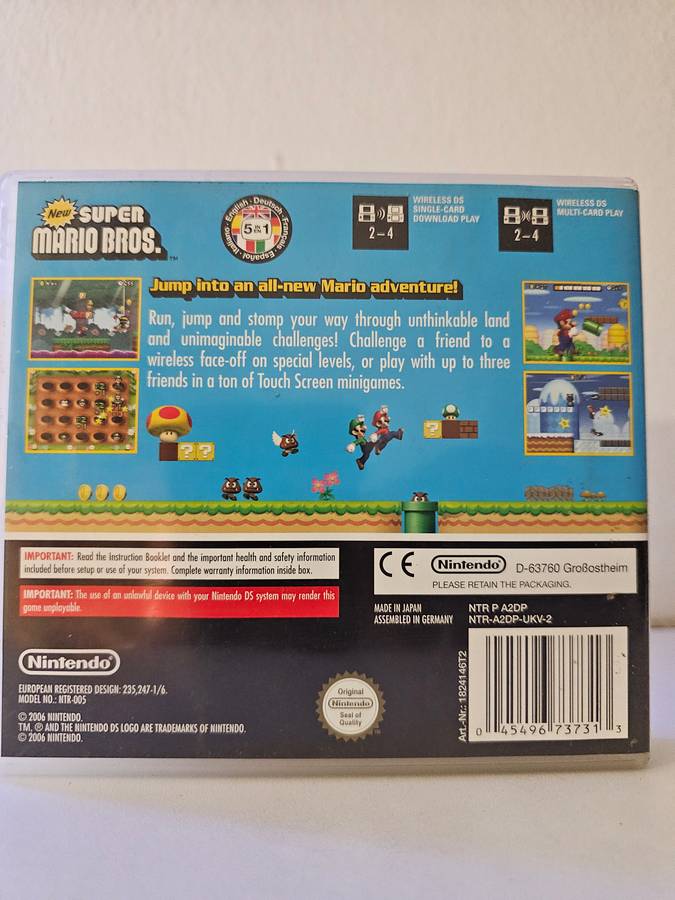 New SUPER
MARIO BROS.™
English · Deutsch · Français · Español · Italiano
5 IN 1
2-4
WIRELESS DS
SINGLE-CARD
DOWNLOAD PLAY
2-4
WIRELESS DS
MULTI-CARD PLAY
Jump into an all-new Mario adventure!
Run, jump and stomp your way through unthinkable land
and unimaginable challenges! Challenge a friend to a
wireless face-off on special levels, or play with up to three
friends in a ton of Touch Screen minigames.
IMPORTANT: Read the Instruction Booklet and the important health and safety information
included before setup or use of your system. Complete warranty information inside box.
IMPORTANT: The use of an unlawful device with your Nintendo DS system may render this
game unplayable.
CE Nintendo® D-63760 Großostheim
PLEASE RETAIN THE PACKAGING.
MADE IN JAPAN
ASSEMBLED IN GERMANY
NTR P A2DP
NTR-A2DP-UKV-2
Nintendo®
EUROPEAN REGISTERED DESIGN: 235,247-1/6.
MODEL NO.: NTR-005
© 2006 NINTENDO.
TM, ® AND THE NINTENDO DS LOGO ARE TRADEMARKS OF NINTENDO.
© 2006 NINTENDO.
Original
Nintendo
Seal of
Quality
Art.-Nr.: 1824146T2
0 45496 73731 3